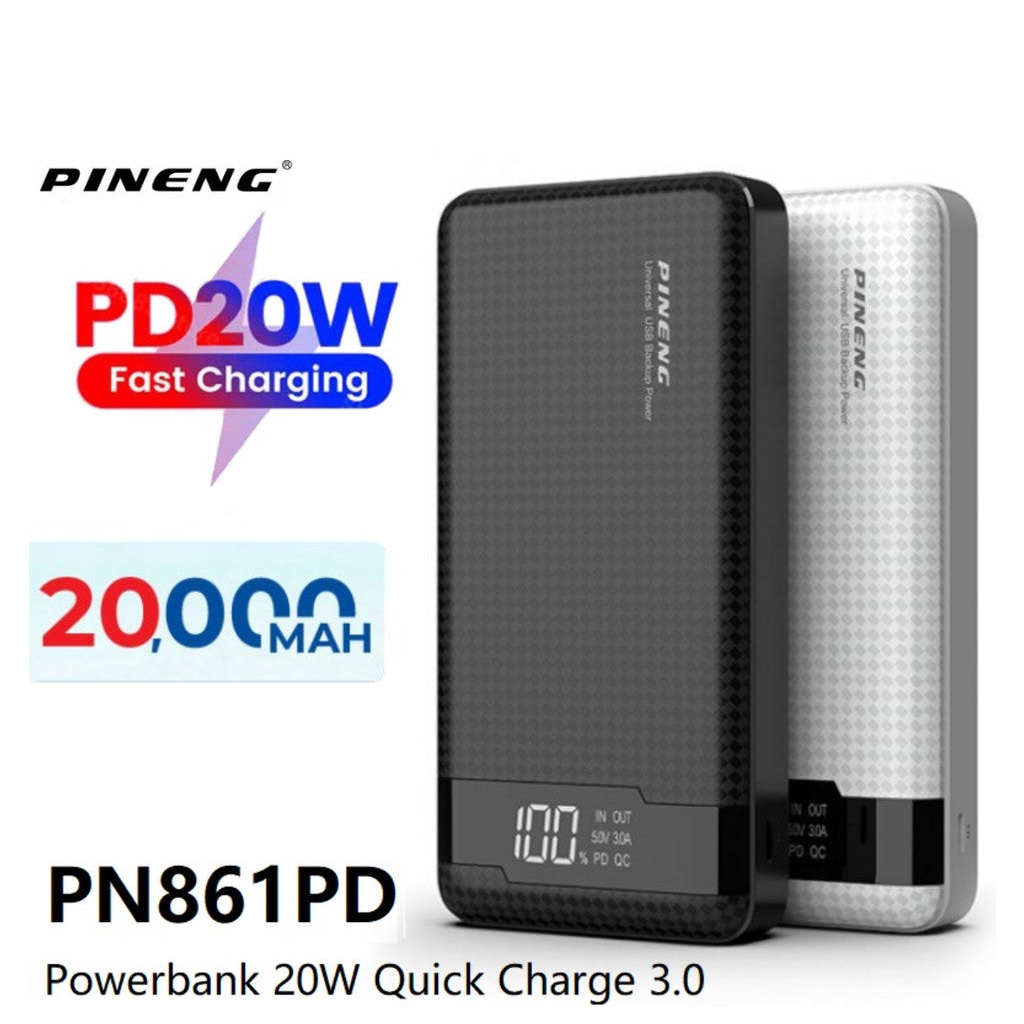 PINENG®
PD20W
Fast Charging
20,000
MAH
PN861PD
Powerbank 20W Quick Charge 3.0
PINENG
Universal USB Backup Power
100%
IN OUT
5.0V 3.0A
PD QC
PINENG
Universal USB Backup Power
IN OUT
5.0V 3.0A
PD QC